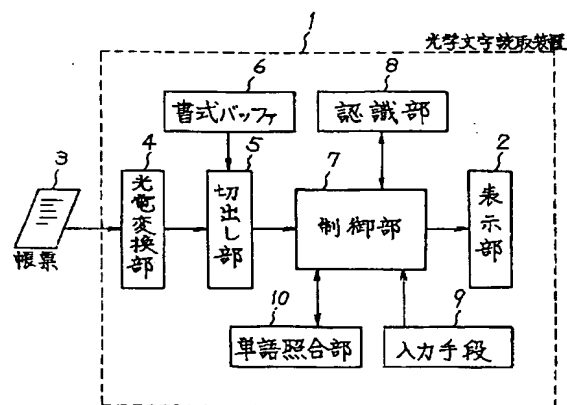 1
光学文字読取装置
6
書式バッファ
8
認識部
3
帳票
4
光電変換部
5
切出し部
7
制御部
2
表示部
10
単語照合部
9
入力手段